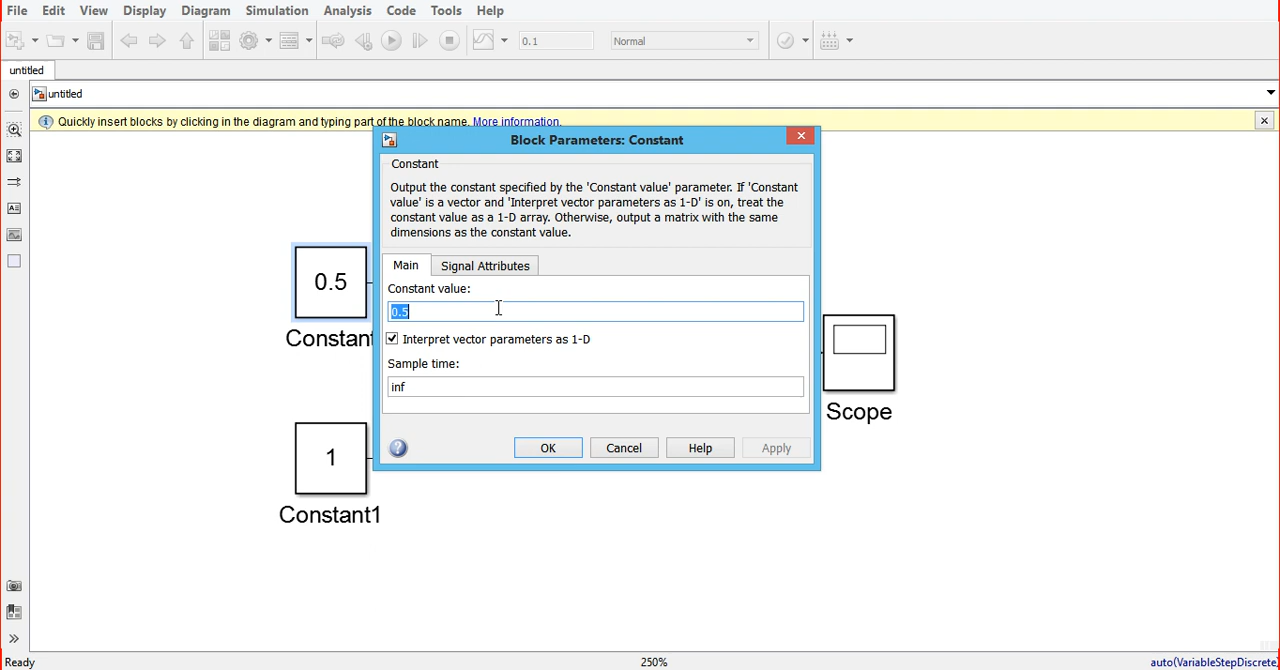 File Edit View Display Diagram Simulation Analysis Code Tools Help
0.1 Normal
untitled
untitled
Quickly insert blocks by clicking in the diagram and typing part of the block name. More information.
Block Parameters: Constant
Constant
Output the constant specified by the 'Constant value' parameter. If 'Constant
value' is a vector and 'Interpret vector parameters as 1-D' is on, treat the
constant value as a 1-D array. Otherwise, output a matrix with the same
dimensions as the constant value.
Main Signal Attributes
Constant value:
0.5
Interpret vector parameters as 1-D
Sample time:
inf
OK Cancel Help Apply
0.5
Constant
1
Constant1
Scope
Ready 250% auto(VariableStepDiscrete